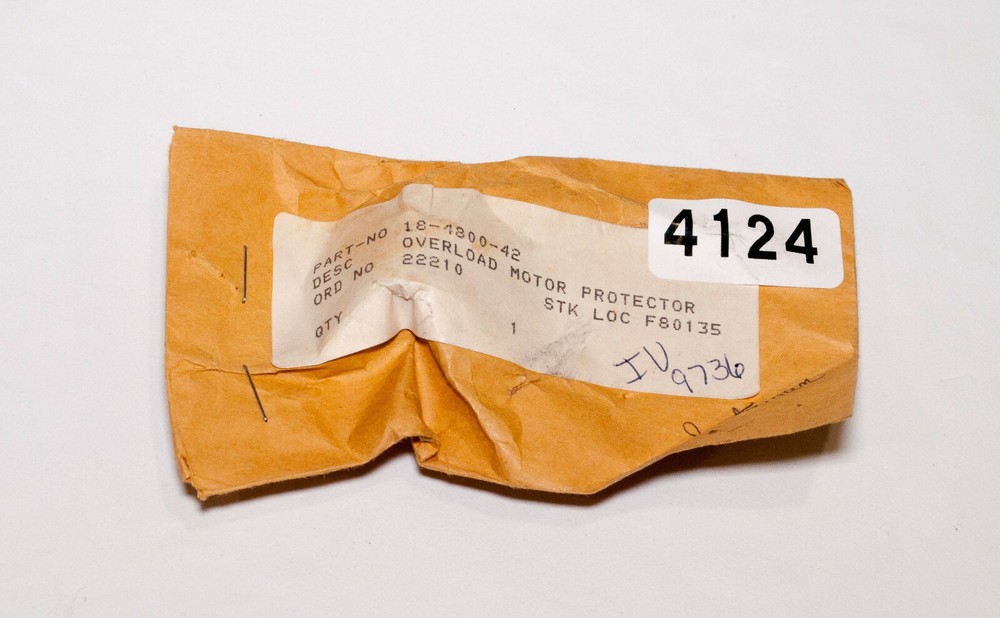 4124
PART-NO 18-4800-42
DESC OVERLOAD MOTOR PROTECTOR
ORD NO 22210 STK LOC F80135
QTY 1
IV 9736